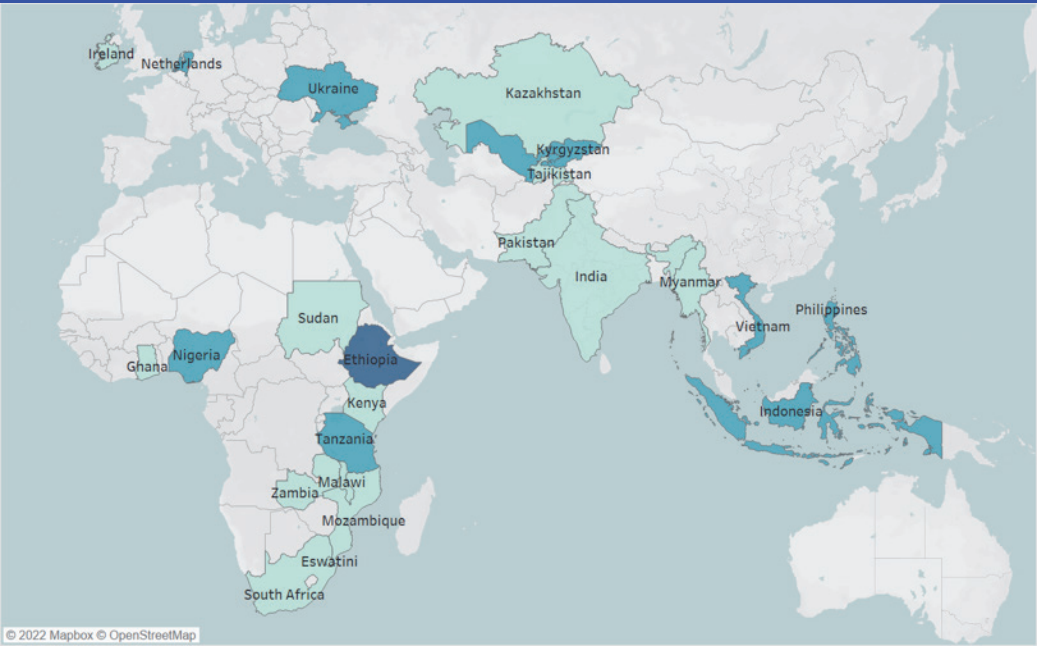 Ireland
Netherlands
Ukraine
Kazakhstan
Kyrgyzstan
Tajikistan
Pakistan
India
Myanmar
Philippines
Vietnam
Sudan
Ghana
Nigeria
Ethiopia
Kenya
Indonesia
Tanzania
Malawi
Zambia
Mozambique
Eswatini
South Africa
© 2022 Mapbox © OpenStreetMap